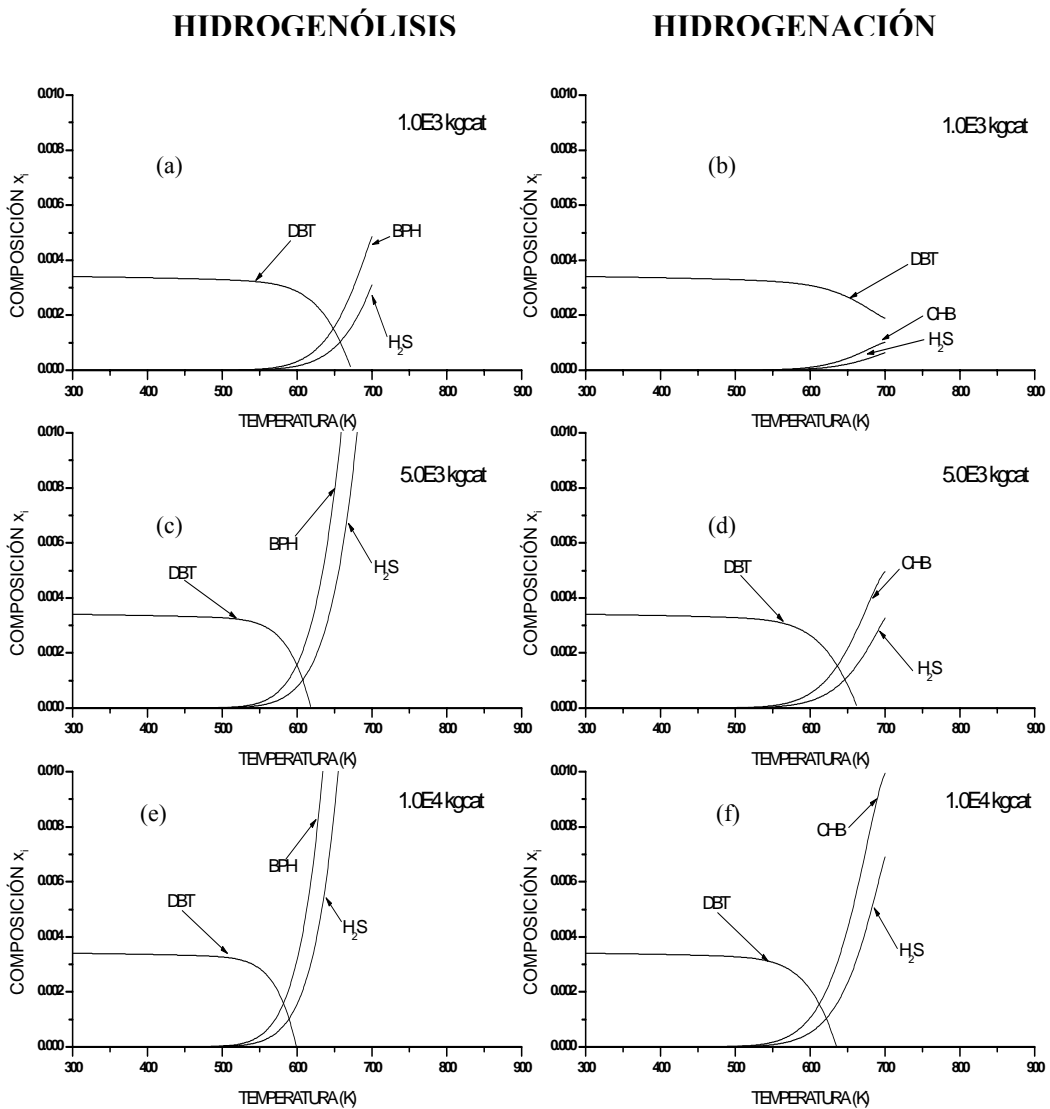 HIDROGENÓLISIS
HIDROGENACIÓN
0.010
0.008
0.006
0.004
0.002
0.000
COMPOSICIÓN xi
1.0E3 kgcat
(a)
DBT
BPH
H2S
300 400 500 600 700 800 900
TEMPERATURA (K)
0.010
0.008
0.006
0.004
0.002
0.000
COMPOSICIÓN xi
1.0E3 kgcat
(b)
DBT
CHB
H2S
300 400 500 600 700 800 900
TEMPERATURA (K)
0.010
0.008
0.006
0.004
0.002
0.000
COMPOSICIÓN xi
5.0E3 kgcat
(c)
BPH
DBT
H2S
300 400 500 600 700 800 900
TEMPERATURA (K)
0.010
0.008
0.006
0.004
0.002
0.000
COMPOSICIÓN xi
5.0E3 kgcat
(d)
DBT
CHB
H2S
300 400 500 600 700 800 900
TEMPERATURA (K)
0.010
0.008
0.006
0.004
0.002
0.000
COMPOSICIÓN xi
1.0E4 kgcat
(e)
BPH
DBT
H2S
300 400 500 600 700 800 900
TEMPERATURA (K)
0.010
0.008
0.006
0.004
0.002
0.000
COMPOSICIÓN xi
1.0E4 kgcat
(f)
CHB
DBT
H2S
300 400 500 600 700 800 900
TEMPERATURA (K)